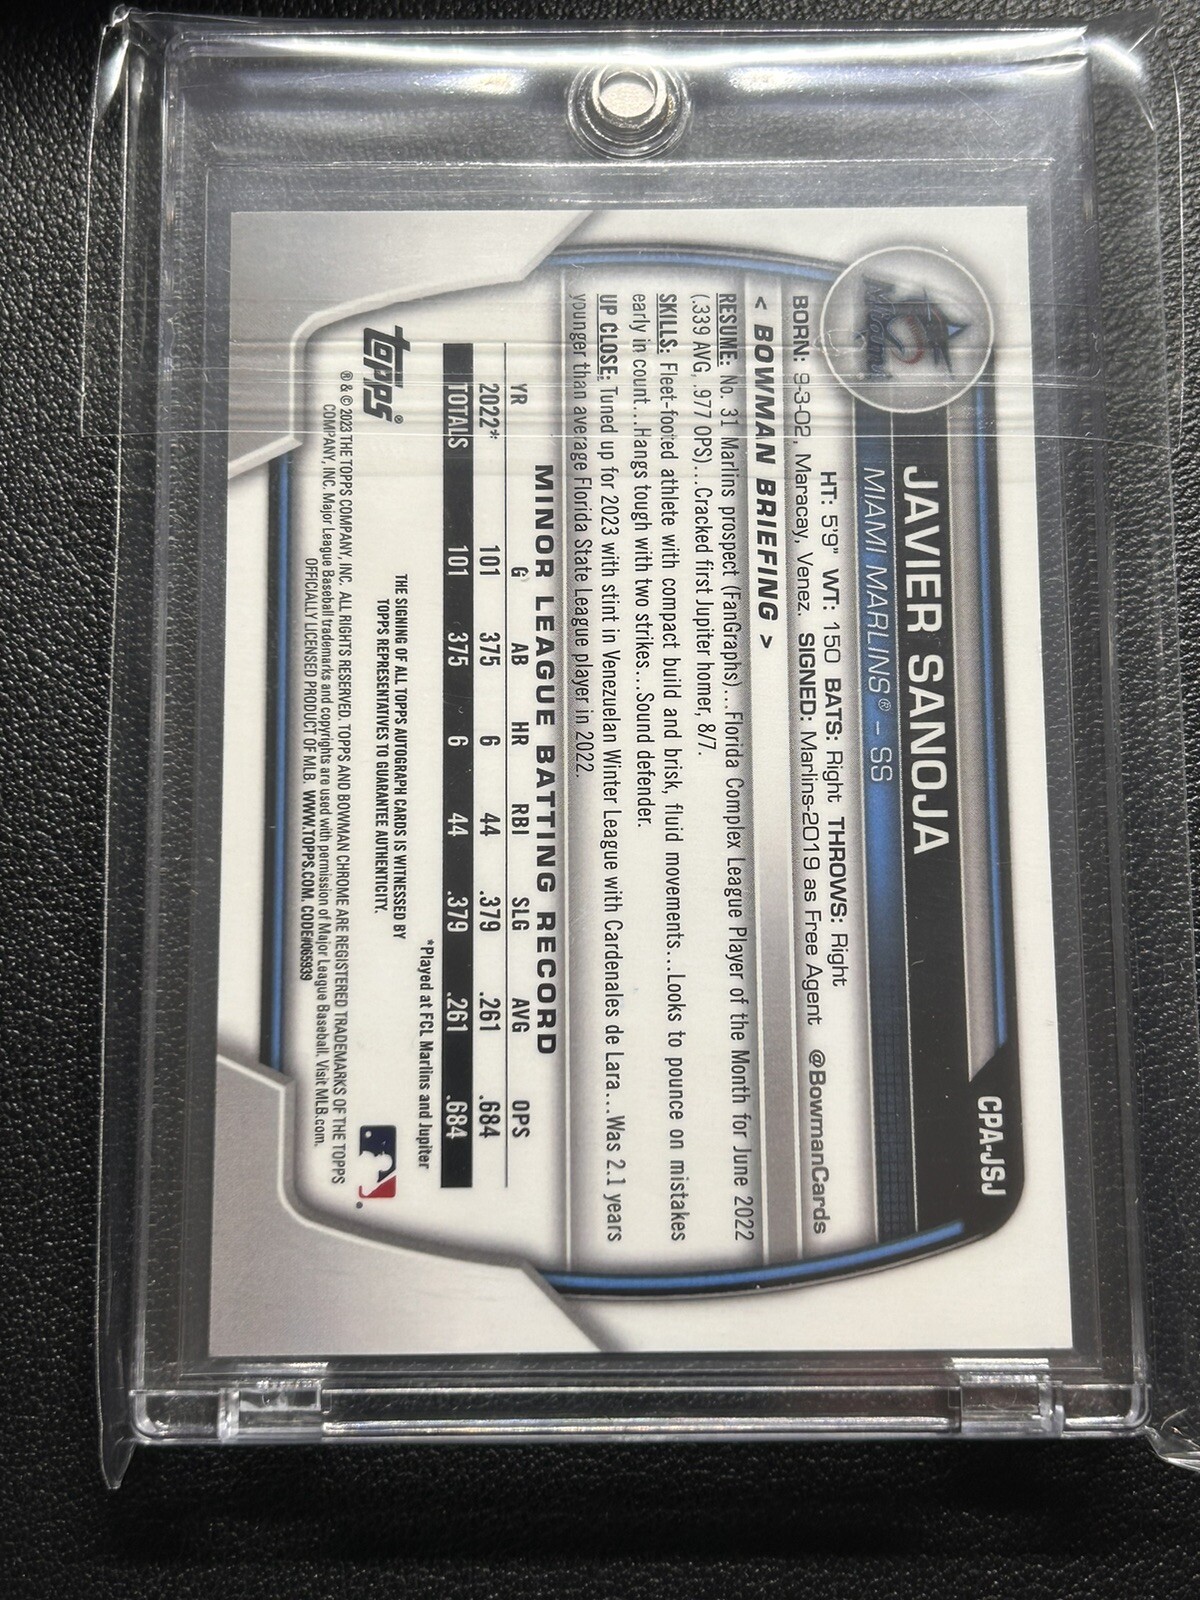 CPA-JSJ
JAVIER SANOJA
MIAMI MARLINS® - SS
Miami
HT: 5'9" WT: 150 BATS: Right THROWS: Right
BORN: 9-3-02, Maracay, Venez. SIGNED: Marlins-2019 as Free Agent @BowmanCards
< BOWMAN BRIEFING >
RESUME: No. 31 Marlins prospect (FanGraphs)...Florida Complex League Player of the Month for June 2022
(.339 AVG, .977 OPS)...Cracked first Jupiter homer, 8/7.
SKILLS: Fleet-footed athlete with compact build and brisk, fluid movements...Looks to pounce on mistakes
early in count...Hangs tough with two strikes...Sound defender.
UP CLOSE: Tuned up for 2023 with stint in Venezuelan Winter League with Cardenales de Lara...Was 2.1 years
younger than average Florida State League player in 2022.
MINOR LEAGUE BATTING RECORD
YR G AB HR RBI SLG AVG OPS
2022* 101 375 6 44 .379 .261 .684
TOTALS 101 375 6 44 .379 .261 .684
*Played at FCL Marlins and Jupiter
topps®
THE SIGNING OF ALL TOPPS AUTOGRAPH CARDS IS WITNESSED BY
TOPPS REPRESENTATIVES TO GUARANTEE AUTHENTICITY.
® & © 2023 THE TOPPS COMPANY, INC. ALL RIGHTS RESERVED. TOPPS AND BOWMAN CHROME ARE REGISTERED TRADEMARKS OF THE TOPPS
COMPANY, INC. Major League Baseball trademarks and copyrights are used with permission of Major League Baseball. Visit MLB.com.
OFFICIALLY LICENSED PRODUCT OF MLB. WWW.TOPPS.COM. CODE#065939